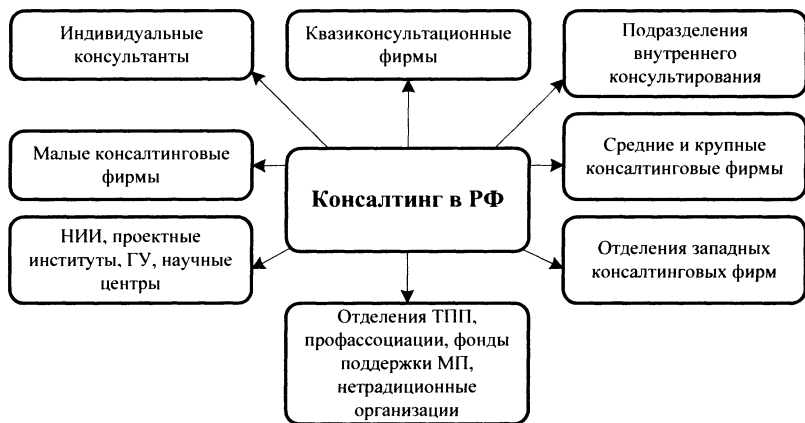 Индивидуальные
консультанты
Квазиконсультационные
фирмы
Подразделения
внутреннего
консультирования
Малые консалтинговые
фирмы
Консалтинг в РФ
Средние и крупные
консалтинговые фирмы
НИИ, проектные
институты, ГУ, научные
центры
Отделения западных
консалтинговых фирм
Отделения ТПП,
профассоциации, фонды
поддержки МП,
нетрадиционные
организации